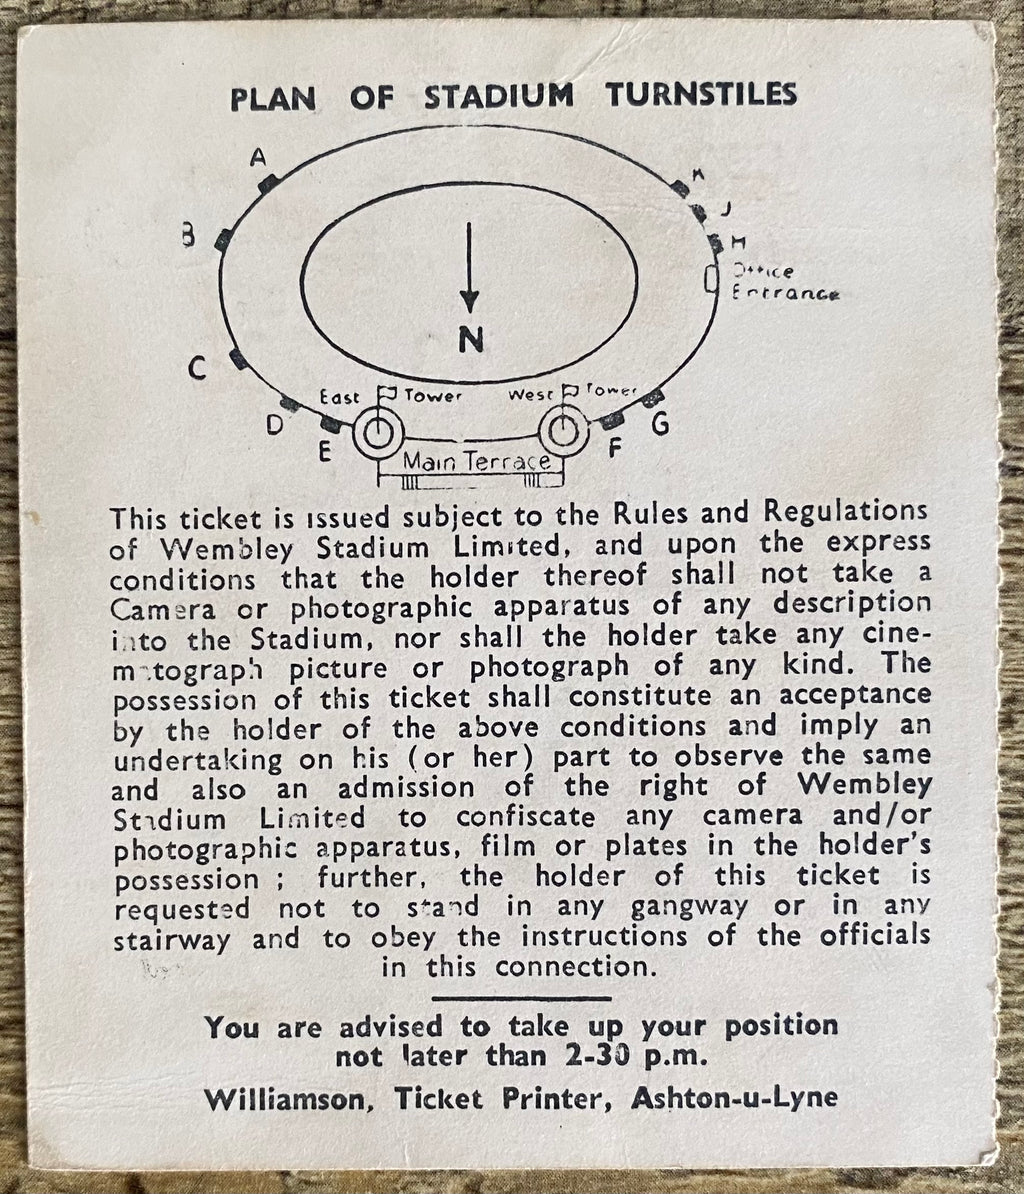 PLAN OF STADIUM TURNSTILES
A
K
J
B
H
Office
Entrance
N
C
East Tower
West Tower
D
E
F
G
Main Terrace
This ticket is issued subject to the Rules and Regulations
of Wembley Stadium Limited, and upon the express
conditions that the holder thereof shall not take a
Camera or photographic apparatus of any description
into the Stadium, nor shall the holder take any cine-
matograph picture or photograph of any kind. The
possession of this ticket shall constitute an acceptance
by the holder of the above conditions and imply an
undertaking on his (or her) part to observe the same
and also an admission of the right of Wembley
Stadium Limited to confiscate any camera and/or
photographic apparatus, film or plates in the holder's
possession ; further, the holder of this ticket is
requested not to stand in any gangway or in any
stairway and to obey the instructions of the officials
in this connection.
You are advised to take up your position
not later than 2-30 p.m.
Williamson, Ticket Printer, Ashton-u-Lyne